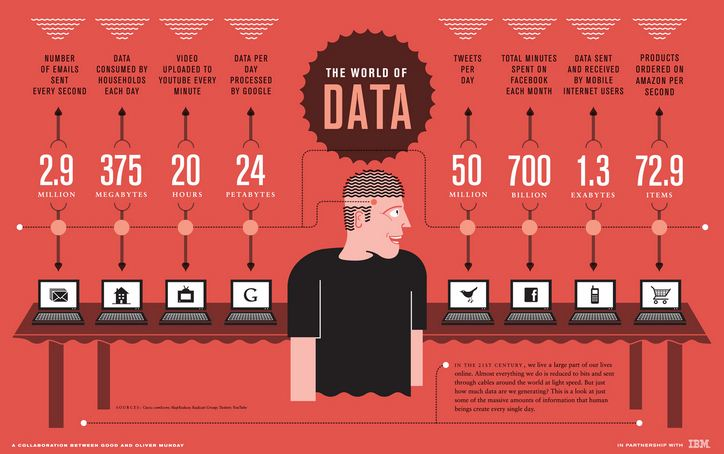 NUMBER
OF EMAILS
SENT
EVERY SECOND
2.9
MILLION
DATA
CONSUMED BY
HOUSEHOLDS
EACH DAY
375
MEGABYTES
VIDEO
UPLOADED TO
YOUTUBE EVERY
MINUTE
20
HOURS
DATA PER
DAY
PROCESSED
BY GOOGLE
24
PETABYTES
THE WORLD OF
DATA
TWEETS
PER
DAY
50
MILLION
TOTAL MINUTES
SPENT ON
FACEBOOK
EACH MONTH
700
BILLION
DATA SENT
AND RECEIVED
BY MOBILE
INTERNET USERS
1.3
EXABYTES
PRODUCTS
ORDERED ON
AMAZON PER
SECOND
72.9
ITEMS
G
f
IN THE 21ST CENTURY, we live a large part of our lives
online. Almost everything we do is reduced to bits and sent
through cables around the world at light speed. But just
how much data are we generating? This is a look at just
some of the massive amounts of information that human
beings create every single day.
SOURCES: Cisco; comScore; MapReduce; Radicati Group; Twitter; YouTube
A COLLABORATION BETWEEN GOOD AND OLIVER MUNDAY
IN PARTNERSHIP WITH IBM